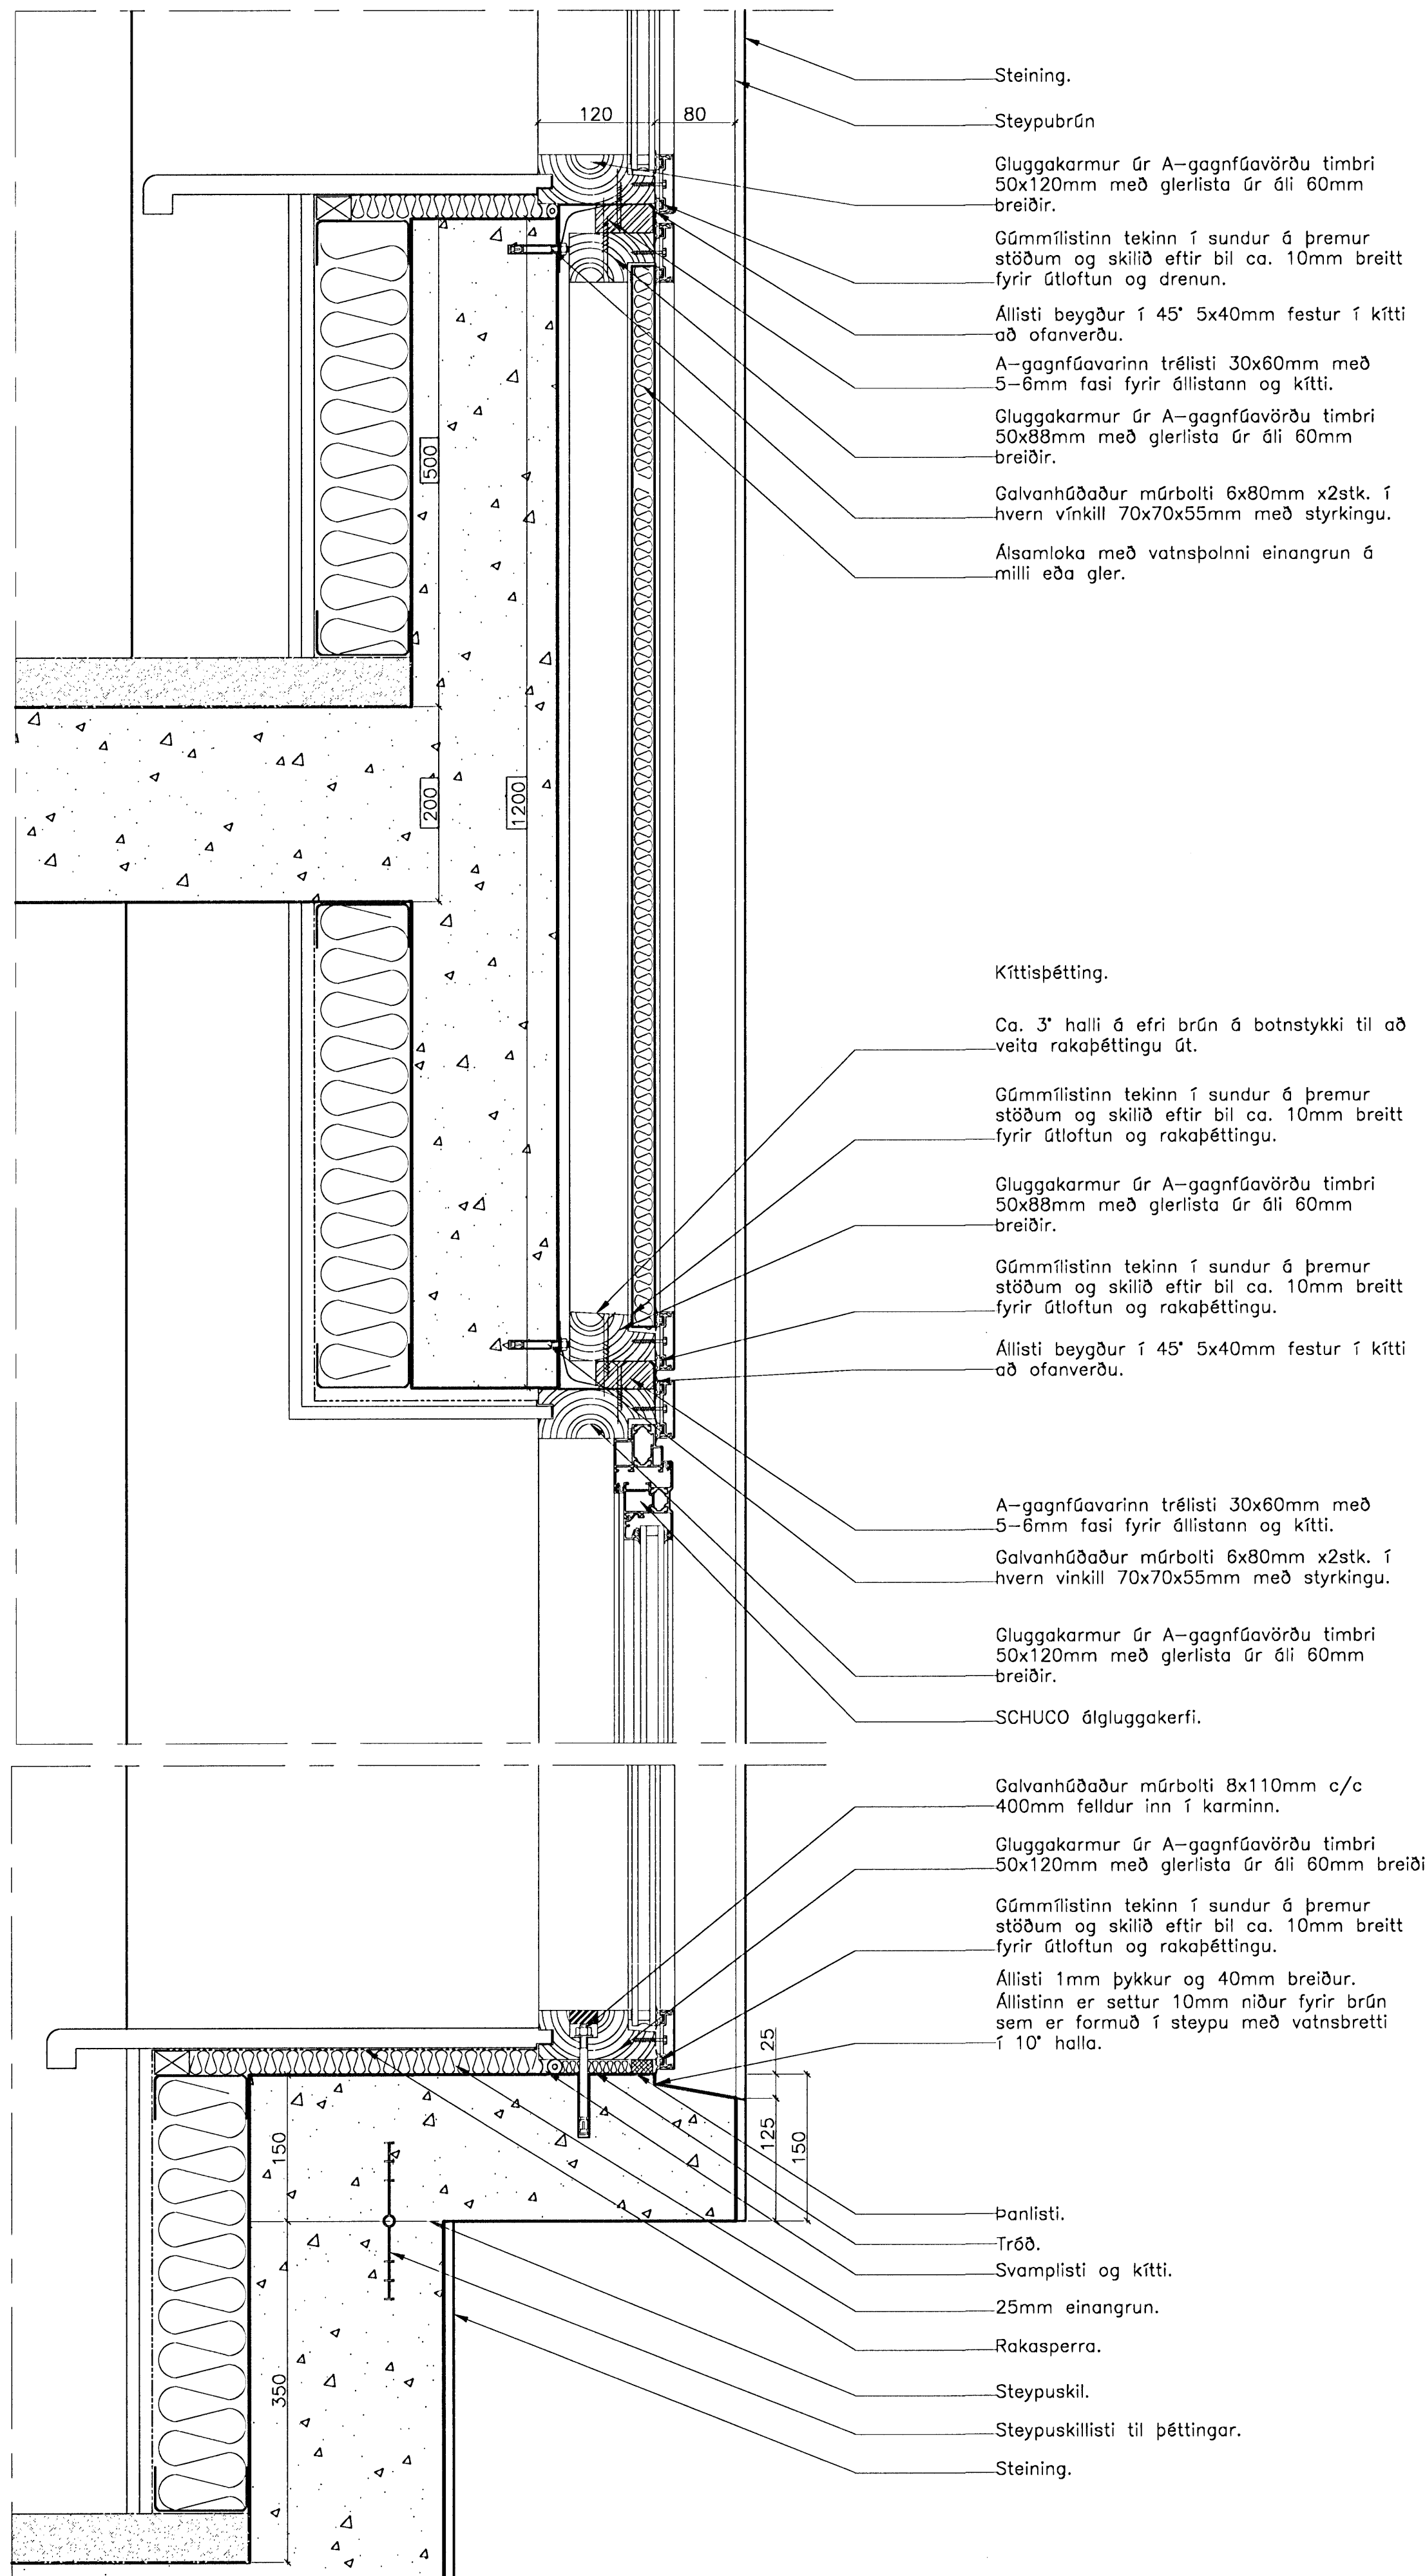 120
80
Steining.
Steypubrún
Gluggakarmur úr A-gagnfúavörðu timbri
50x120mm með glerlista úr áli 60mm
breiðir.
Gúmmílistinn tekinn í sundur á þremur
stöðum og skilið eftir bil ca. 10mm breitt
fyrir útloftun og drenun.
Állisti beygður í 45° 5x40mm festur í kítti
að ofanverðu.
A-gagnfúavarinn trélisti 30x60mm með
5-6mm fasi fyrir állistann og kítti.
Gluggakarmur úr A-gagnfúavörðu timbri
50x88mm með glerlista úr áli 60mm
breiðir.
Galvanhúðaður múrbolti 6x80mm x2stk. í
hvern vínkill 70x70x55mm með styrkingu.
Álsamloka með vatnsþolnni einangrun á
milli eða gler.
500
200
1200
Kíttisþétting.
Ca. 3° halli á efri brún á botnstykki til að
veita rakaþéttingu út.
Gúmmílistinn tekinn í sundur á þremur
stöðum og skilið eftir bil ca. 10mm breitt
fyrir útloftun og rakaþéttingu.
Gluggakarmur úr A-gagnfúavörðu timbri
50x88mm með glerlista úr áli 60mm
breiðir.
Gúmmílistinn tekinn í sundur á þremur
stöðum og skilið eftir bil ca. 10mm breitt
fyrir útloftun og rakaþéttingu.
Állisti beygður í 45° 5x40mm festur í kítti
að ofanverðu.
A-gagnfúavarinn trélisti 30x60mm með
5-6mm fasi fyrir állistann og kítti.
Galvanhúðaður múrbolti 6x80mm x2stk. í
hvern vinkill 70x70x55mm með styrkingu.
Gluggakarmur úr A-gagnfúavörðu timbri
50x120mm með glerlista úr áli 60mm
breiðir.
SCHUCO álgluggakerfi.
Galvanhúðaður múrbolti 8x110mm c/c
400mm felldur inn í karminn.
Gluggakarmur úr A-gagnfúavörðu timbri
50x120mm með glerlista úr áli 60mm breiði
Gúmmílistinn tekinn í sundur á þremur
stöðum og skilið eftir bil ca. 10mm breitt
fyrir útloftun og rakaþéttingu.
Állisti 1mm þykkur og 40mm breiður.
Állistinn er settur 10mm niður fyrir brún
sem er formuð í steypu með vatnsbretti
í 10° halla.
25
125
150
150
350
Þanlisti.
Tróð.
Svamplisti og kítti.
25mm einangrun.
Rakasperra.
Steypuskil.
Steypuskillisti til þéttingar.
Steining.